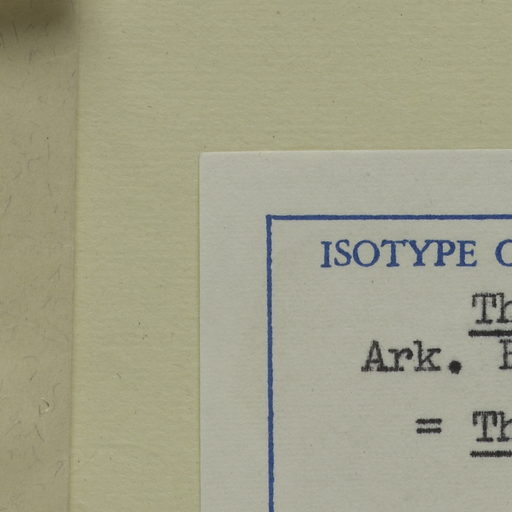 ISOTYPE
Th
Ark.
= Th